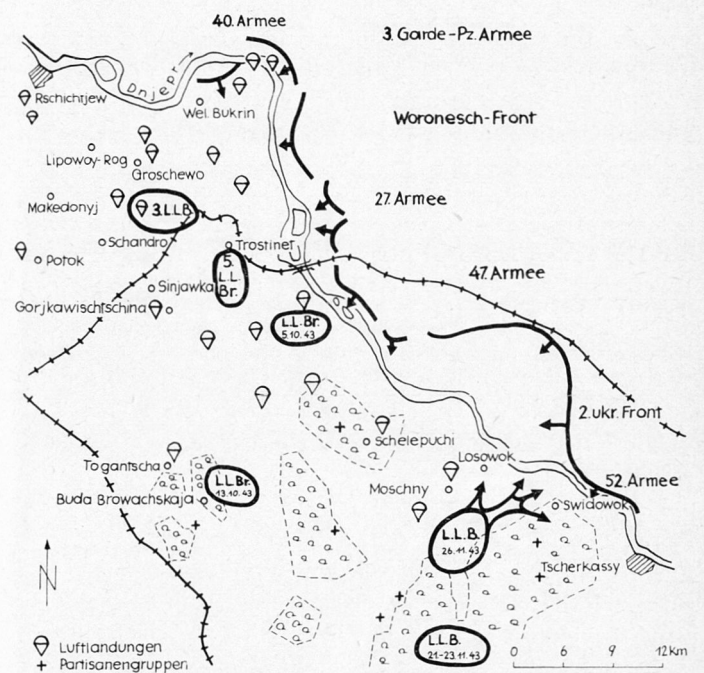 40. Armee
3. Garde-Pz. Armee
Dnjepr
Rschichtjew
Wel. Bukrin
Woronesch-Front
Lipowoy-Rog
Groschewo
27. Armee
Makedonyj
3. L.L.B.
Schandro
Trostinet
Potok
5.
L.L.
Br.
47. Armee
Sinjawka
Gorjkawischtschina
L.L. Br.
5.10.43
2. ukr. Front
Schelepuchi
Togantscha
Losowok
52. Armee
L.L. Br.
13.10.43
Moschny
Buda Browachskaja
Swidowok
L.L.B.
26.11.43
Tscherkassy
N
L.L.B.
21-23.11.43
Luftlandungen
Partisanengruppen
0 6 9 12Km